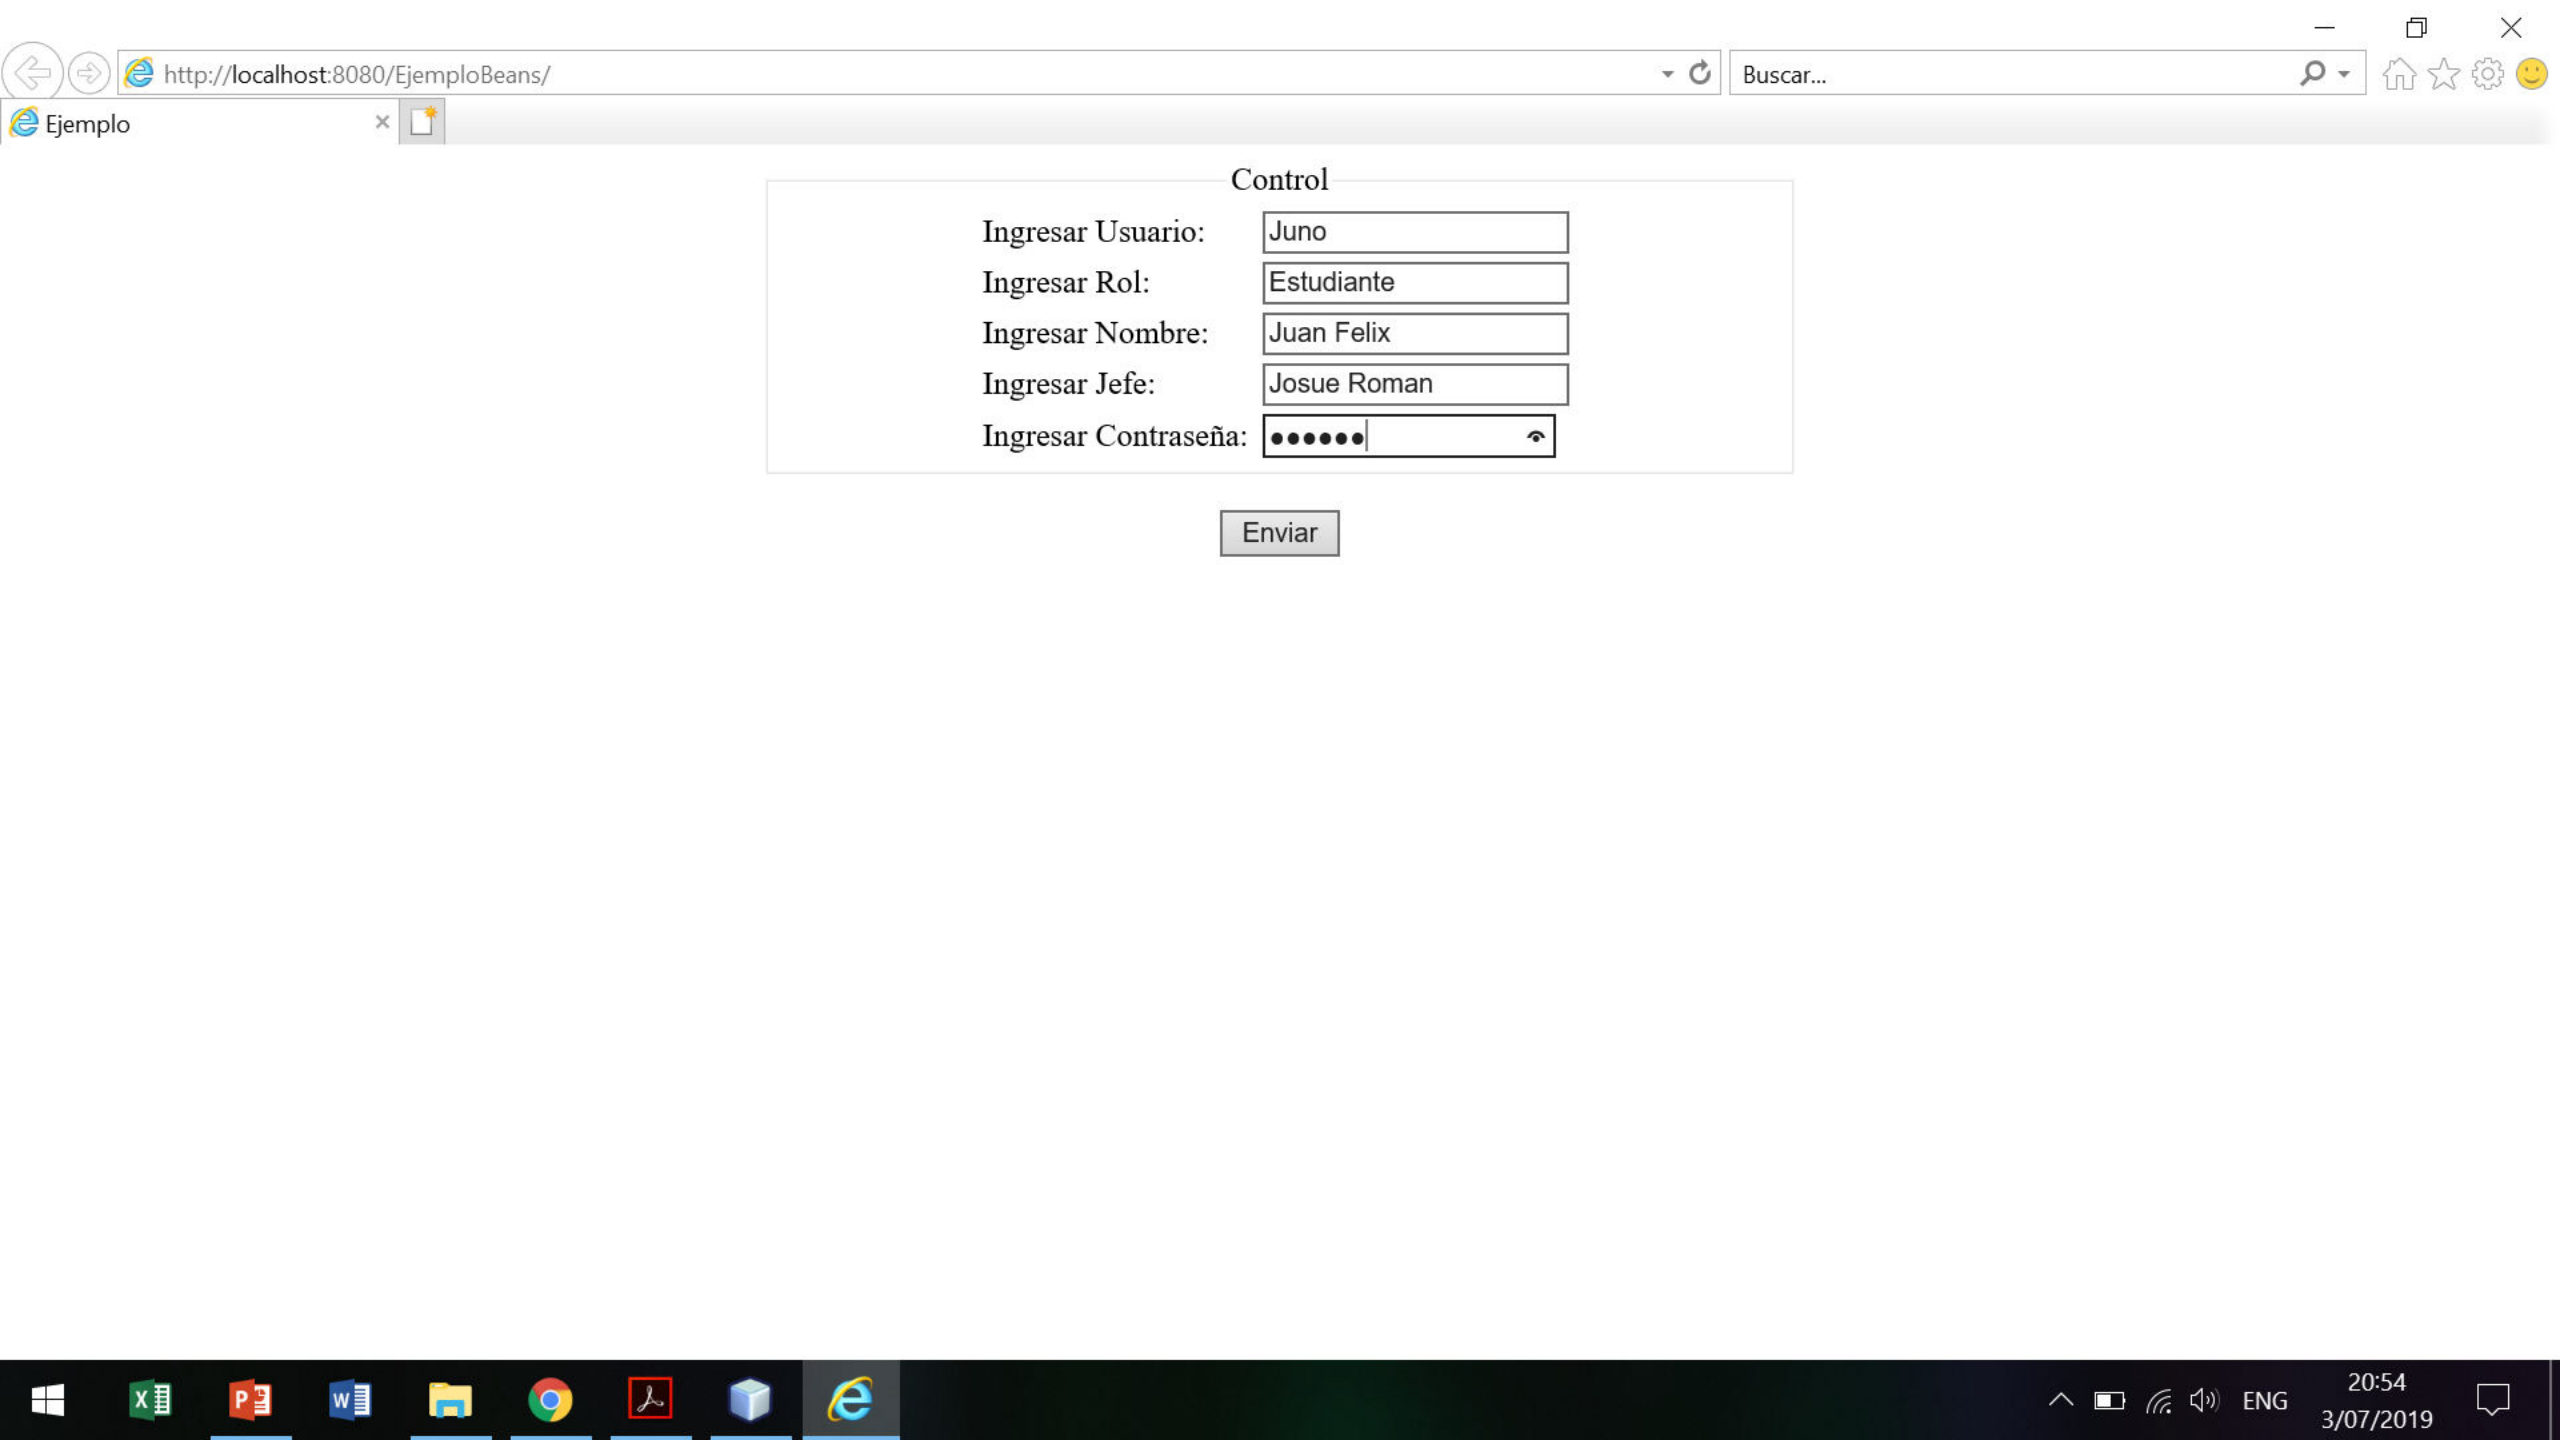 http://localhost:8080/EjemploBeans/
Buscar...
Ejemplo
Control
Ingresar Usuario: Juno
Ingresar Rol: Estudiante
Ingresar Nombre: Juan Felix
Ingresar Jefe: Josue Roman
Ingresar Contraseña: ●●●●●●
Enviar
ENG
20:54
3/07/2019